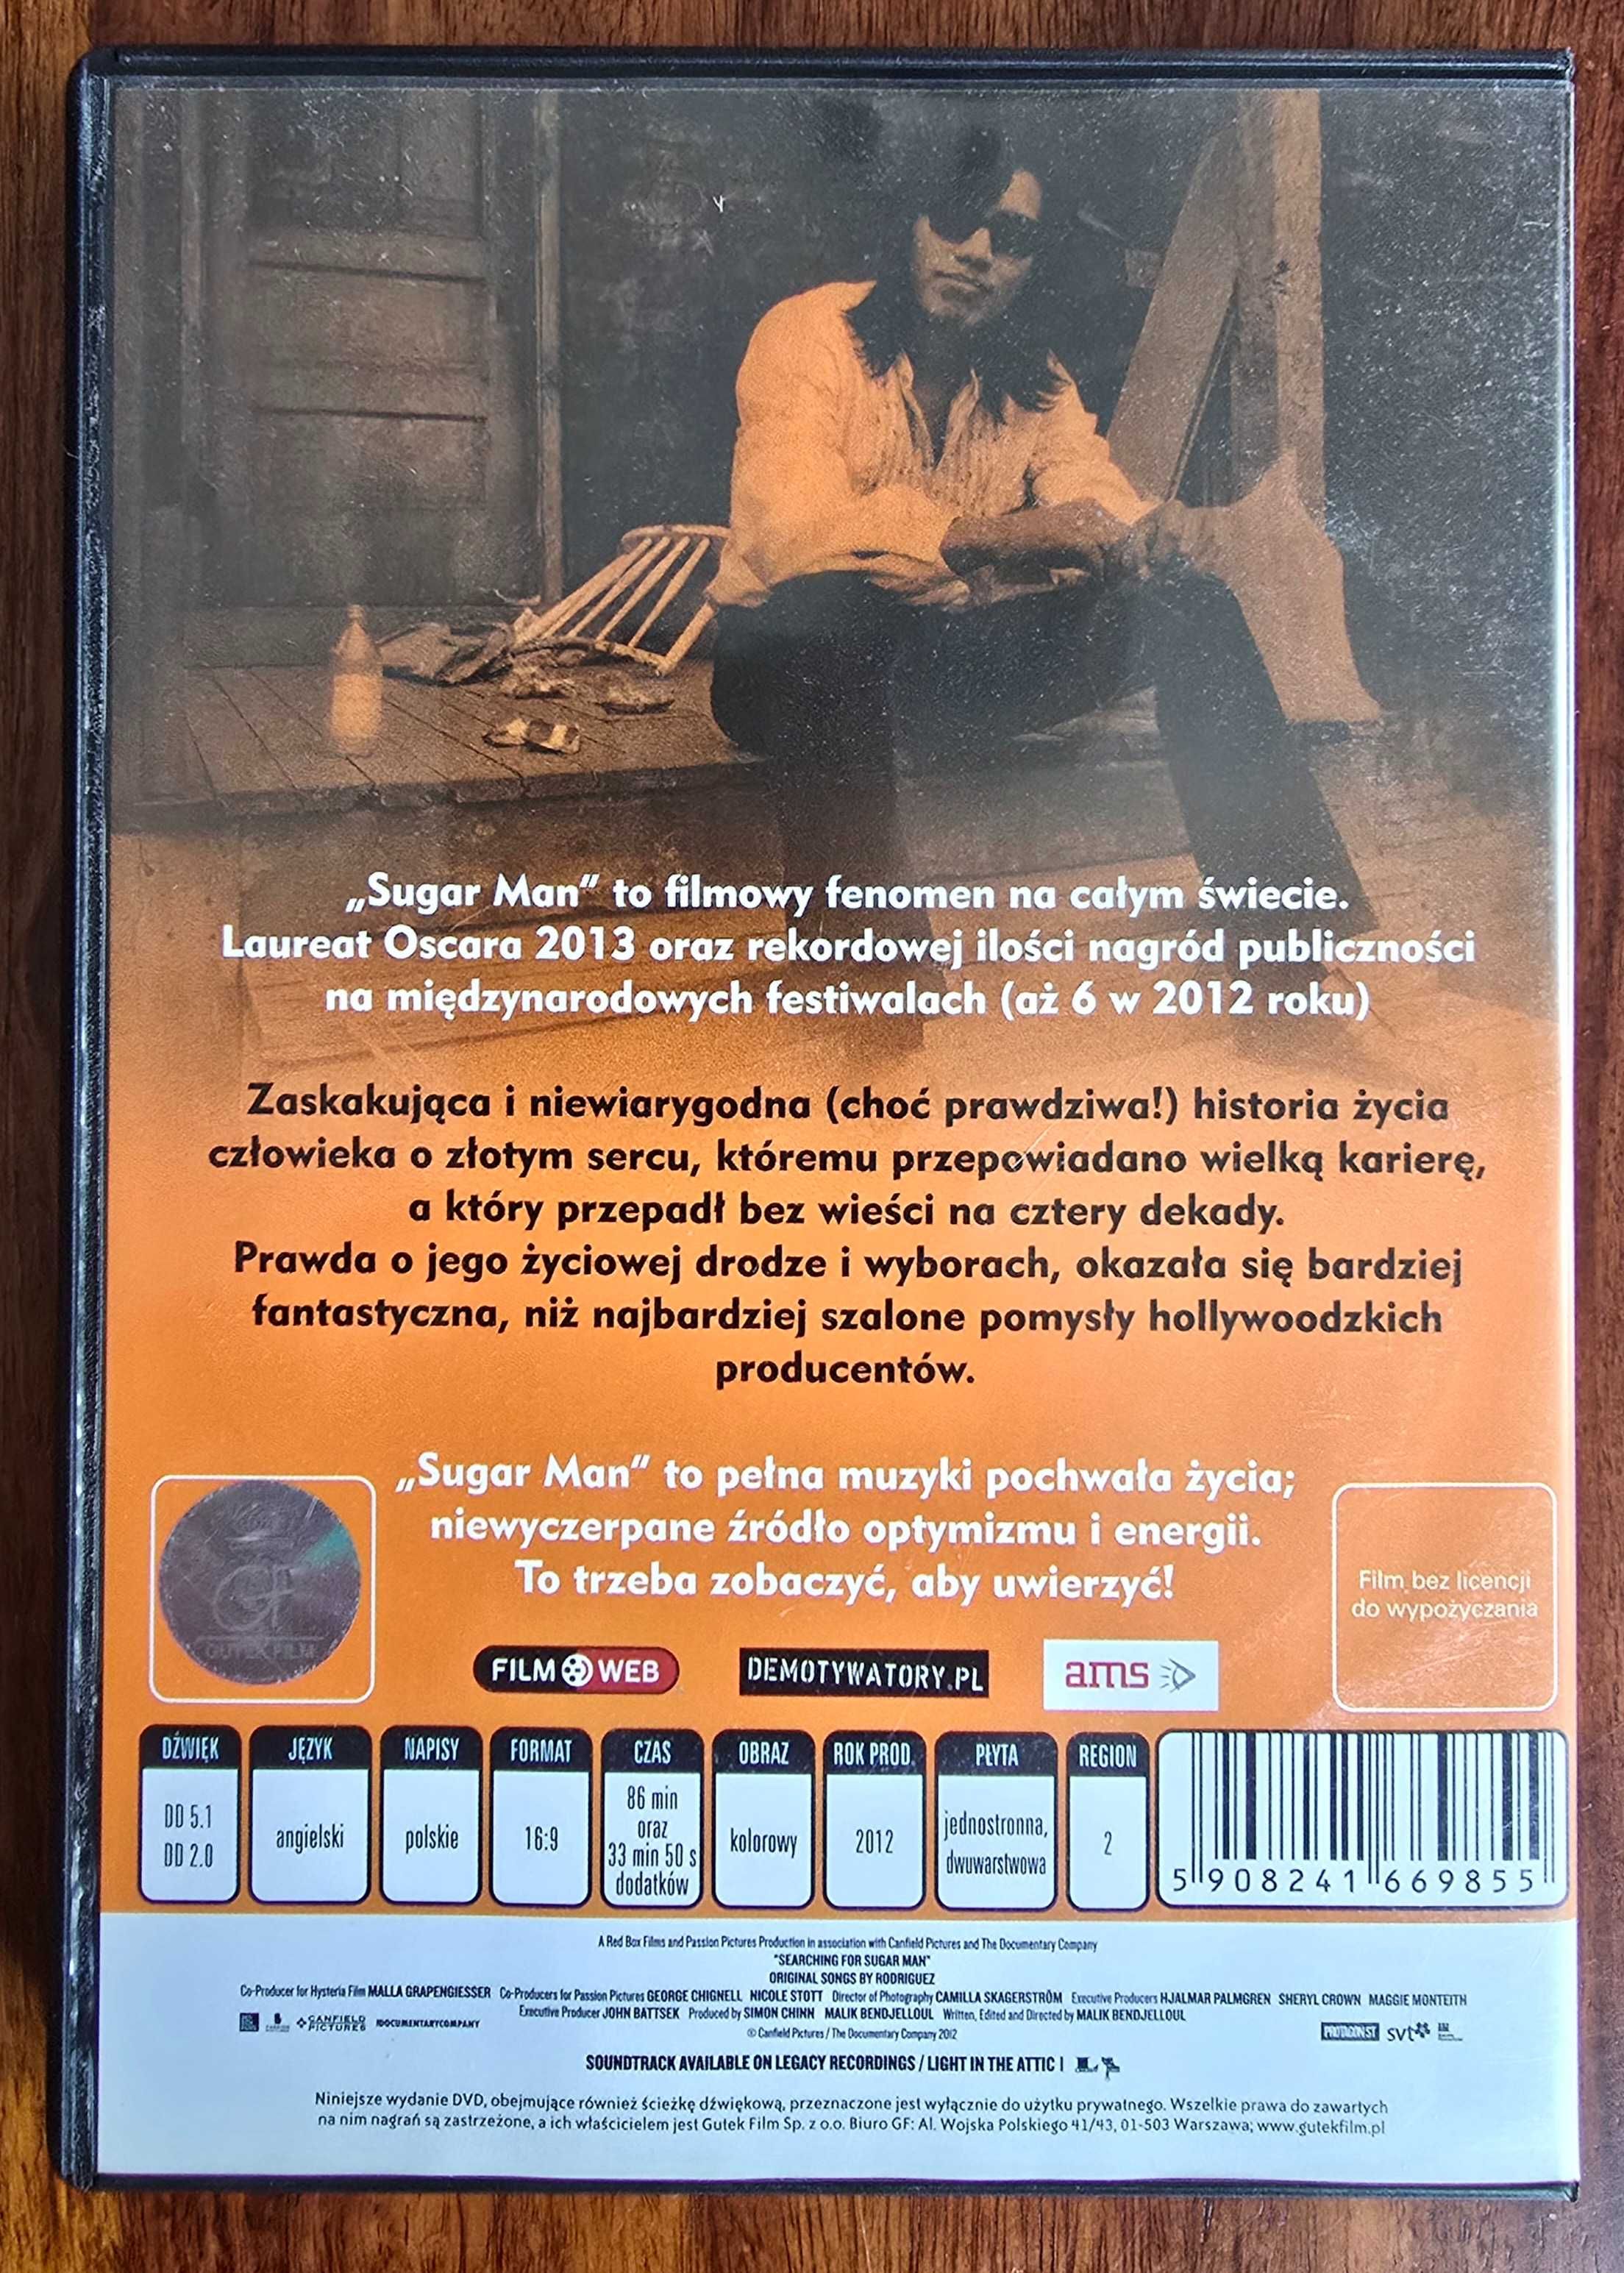 „Sugar Man” to filmowy fenomen na całym świecie.
Laureat Oscara 2013 oraz rekordowej ilości nagród publiczności
na międzynarodowych festiwalach (aż 6 w 2012 roku)
Zaskakująca i niewiarygodna (choć prawdziwa!) historia życia
człowieka o złotym sercu, któremu przepowiadano wielką karierę,
a który przepadł bez wieści na cztery dekady.
Prawda o jego życiowej drodze i wyborach, okazała się bardziej
fantastyczna, niż najbardziej szalone pomysły hollywoodzkich
producentów.
„Sugar Man” to pełna muzyki pochwała życia;
niewyczerpane źródło optymizmu i energii.
To trzeba zobaczyć, aby uwierzyć!
GF
GUTEK FILM
Film bez licencji
do wypożyczania
FILM WEB
DEMOTYWATORY.PL
ams
DŹWIĘK
DD 5.1
DD 2.0
JĘZYK
angielski
NAPISY
polskie
FORMAT
16:9
CZAS
86 min
oraz
33 min 50 s
dodatków
OBRAZ
kolorowy
ROK PROD.
2012
PŁYTA
jednostronna,
dwuwarstwowa
REGION
2
5 908241 669855
A Red Box Films and Passion Pictures Production in association with Canfield Pictures and The Documentary Company
"SEARCHING FOR SUGAR MAN"
ORIGINAL SONGS BY RODRIGUEZ
Co-Producer for Hysteria Film MALLA GRAPENGIESSER Co-Producers for Passion Pictures GEORGE CHIGNELL NICOLE STOTT Director of Photography CAMILLA SKAGERSTRÖM Executive Producers HJALMAR PALMGREN SHERYL CROWN MAGGIE MONTEITH
Executive Producer JOHN BATTSEK Produced by SIMON CHINN MALIK BENDJELLOUL Written, Edited and Directed by MALIK BENDJELLOUL
CANFIELD
PICTURES
DOCUMENTARYCOMPANY
© Canfield Pictures / The Documentary Company 2012
PROTAGONIST
svt
SOUNDTRACK AVAILABLE ON LEGACY RECORDINGS / LIGHT IN THE ATTIC |
Niniejsze wydanie DVD, obejmujące również ścieżkę dźwiękową, przeznaczone jest wyłącznie do użytku prywatnego. Wszelkie prawa do zawartych
na nim nagrań są zastrzeżone, a ich właścicielem jest Gutek Film Sp. z o.o. Biuro GF: Al. Wojska Polskiego 41/43, 01-503 Warszawa; www.gutekfilm.pl